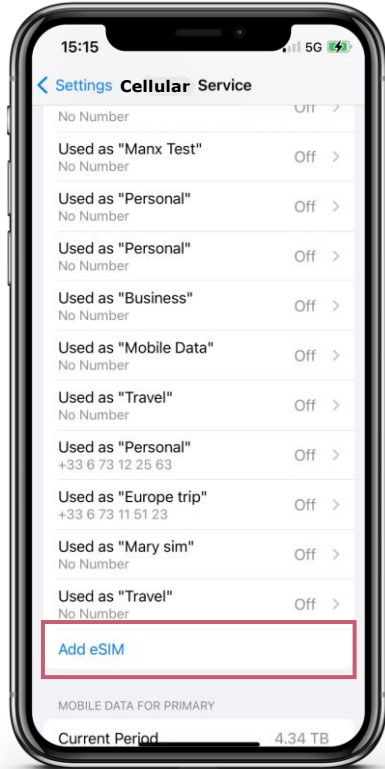 15:15 5G
Settings Cellular Service
No Number Off
Used as "Manx Test"
No Number
Off
Used as "Personal"
No Number
Off
Used as "Personal"
No Number
Off
Used as "Business"
No Number
Off
Used as "Mobile Data"
No Number
Off
Used as "Travel"
No Number
Off
Used as "Personal"
+33 6 73 12 25 63
Off
Used as "Europe trip"
+33 6 73 11 51 23
Off
Used as "Mary sim"
No Number
Off
Used as "Travel"
No Number
Off
Add eSIM
MOBILE DATA FOR PRIMARY
Current Period 4.34 TB